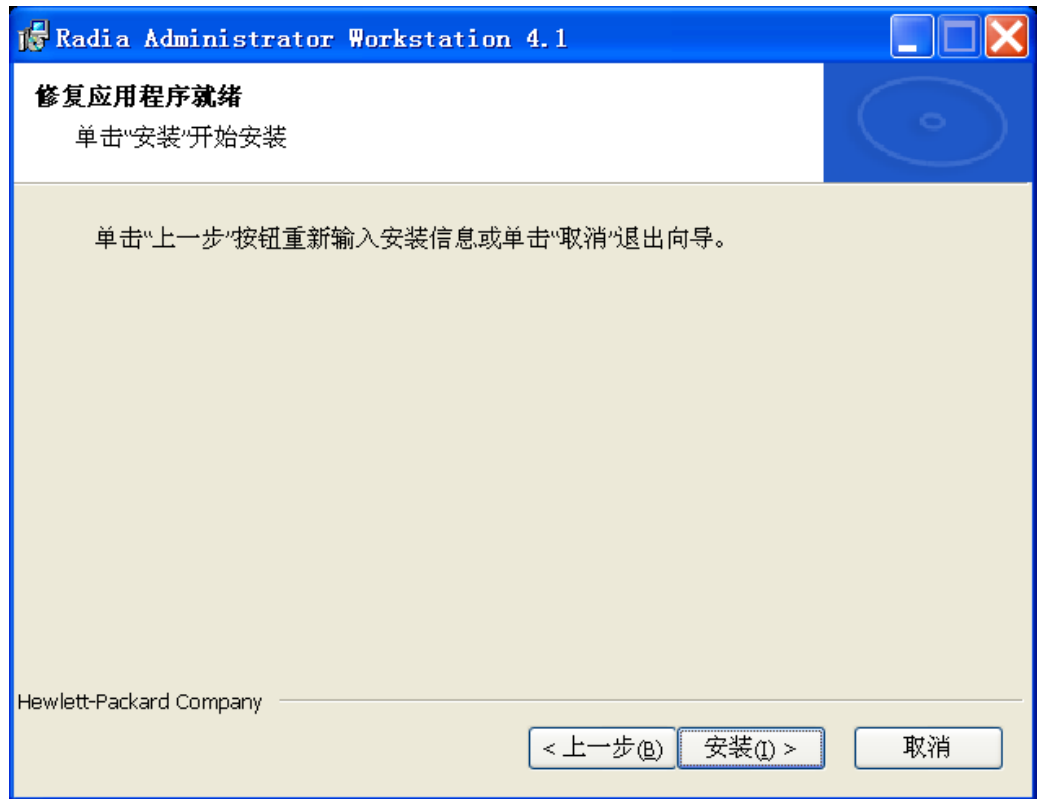 Radia Administrator Workstation 4.1
修复应用程序就绪
单击“安装”开始安装
单击“上一步”按钮重新输入安装信息或单击“取消”退出向导。
Hewlett-Packard Company
< 上一步(B) 安装(I) > 取消